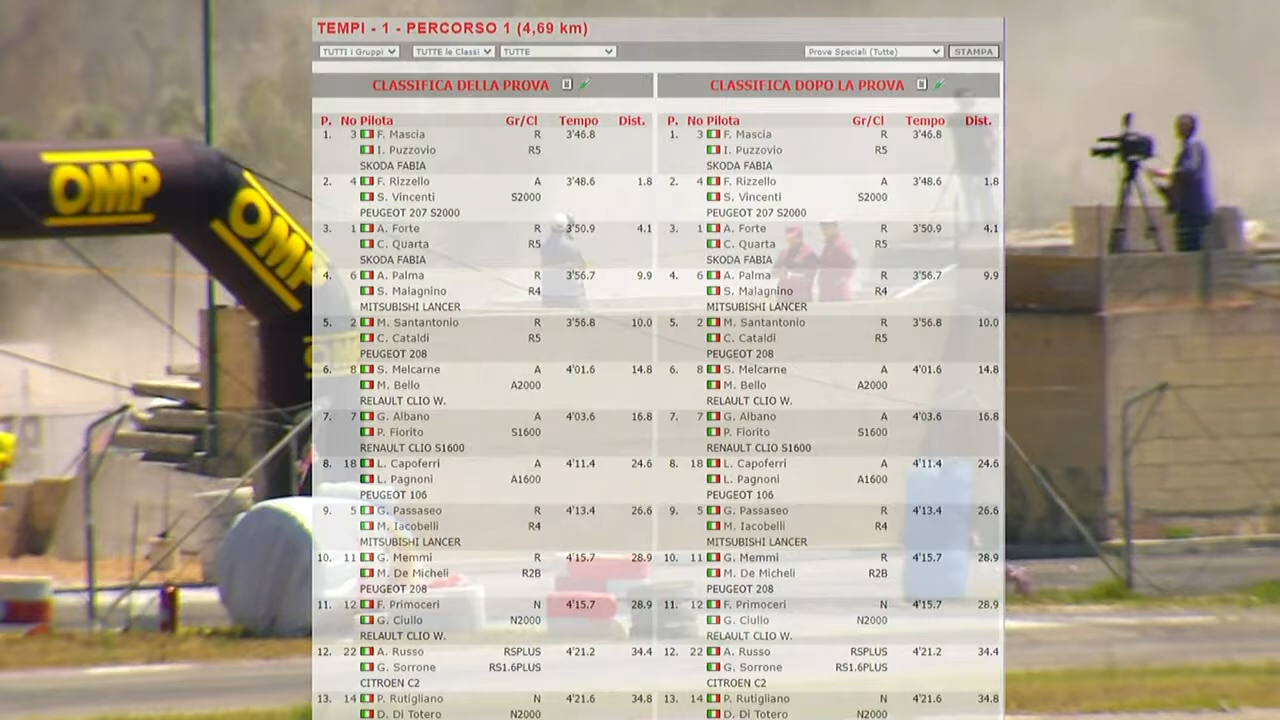 TEMPI - 1 - PERCORSO 1 (4,69 km)
TUTTI i Gruppi TUTTE le Classi TUTTE Prove Speciali (Tutte) STAMPA
CLASSIFICA DELLA PROVA CLASSIFICA DOPO LA PROVA
P. No Pilota Gr/Cl Tempo Dist. P. No Pilota Gr/Cl Tempo Dist.
1. 3 F. Mascia R 3'46.8 1. 3 F. Mascia R 3'46.8
I. Puzzovio R5 I. Puzzovio R5
SKODA FABIA SKODA FABIA
2. 4 F. Rizzello A 3'48.6 1.8 2. 4 F. Rizzello A 3'48.6 1.8
S. Vincenti S2000 S. Vincenti S2000
PEUGEOT 207 S2000 PEUGEOT 207 S2000
3. 1 A. Forte R 3'50.9 4.1 3. 1 A. Forte R 3'50.9 4.1
C. Quarta R5 C. Quarta R5
SKODA FABIA SKODA FABIA
4. 6 A. Palma R 3'56.7 9.9 4. 6 A. Palma R 3'56.7 9.9
S. Malagnino R4 S. Malagnino R4
MITSUBISHI LANCER MITSUBISHI LANCER
5. 2 M. Santantonio R 3'56.8 10.0 5. 2 M. Santantonio R 3'56.8 10.0
C. Cataldi R5 C. Cataldi R5
PEUGEOT 208 PEUGEOT 208
6. 8 S. Melcarne A 4'01.6 14.8 6. 8 S. Melcarne A 4'01.6 14.8
M. Bello A2000 M. Bello A2000
RELAULT CLIO W. RELAULT CLIO W.
7. 7 G. Albano A 4'03.6 16.8 7. 7 G. Albano A 4'03.6 16.8
P. Fiorito S1600 P. Fiorito S1600
RENAULT CLIO S1600 RENAULT CLIO S1600
8. 18 L. Capoferri A 4'11.4 24.6 8. 18 L. Capoferri A 4'11.4 24.6
L. Pagnoni A1600 L. Pagnoni A1600
PEUGEOT 106 PEUGEOT 106
9. 5 G. Passaseo R 4'13.4 26.6 9. 5 G. Passaseo R 4'13.4 26.6
M. Iacobelli R4 M. Iacobelli R4
MITSUBISHI LANCER MITSUBISHI LANCER
10. 11 G. Memmi R 4'15.7 28.9 10. 11 G. Memmi R 4'15.7 28.9
M. De Micheli R2B M. De Micheli R2B
PEUGEOT 208 PEUGEOT 208
11. 12 F. Primoceri N 4'15.7 28.9 11. 12 F. Primoceri N 4'15.7 28.9
G. Ciullo N2000 G. Ciullo N2000
RELAULT CLIO W. RELAULT CLIO W.
12. 22 A. Russo RSPLUS 4'21.2 34.4 12. 22 A. Russo RSPLUS 4'21.2 34.4
G. Sorrone RS1.6PLUS G. Sorrone RS1.6PLUS
CITROEN C2 CITROEN C2
13. 14 P. Rutigliano N 4'21.6 34.8 13. 14 P. Rutigliano N 4'21.6 34.8
D. Di Totero N2000 D. Di Totero N2000
OMP
OMP